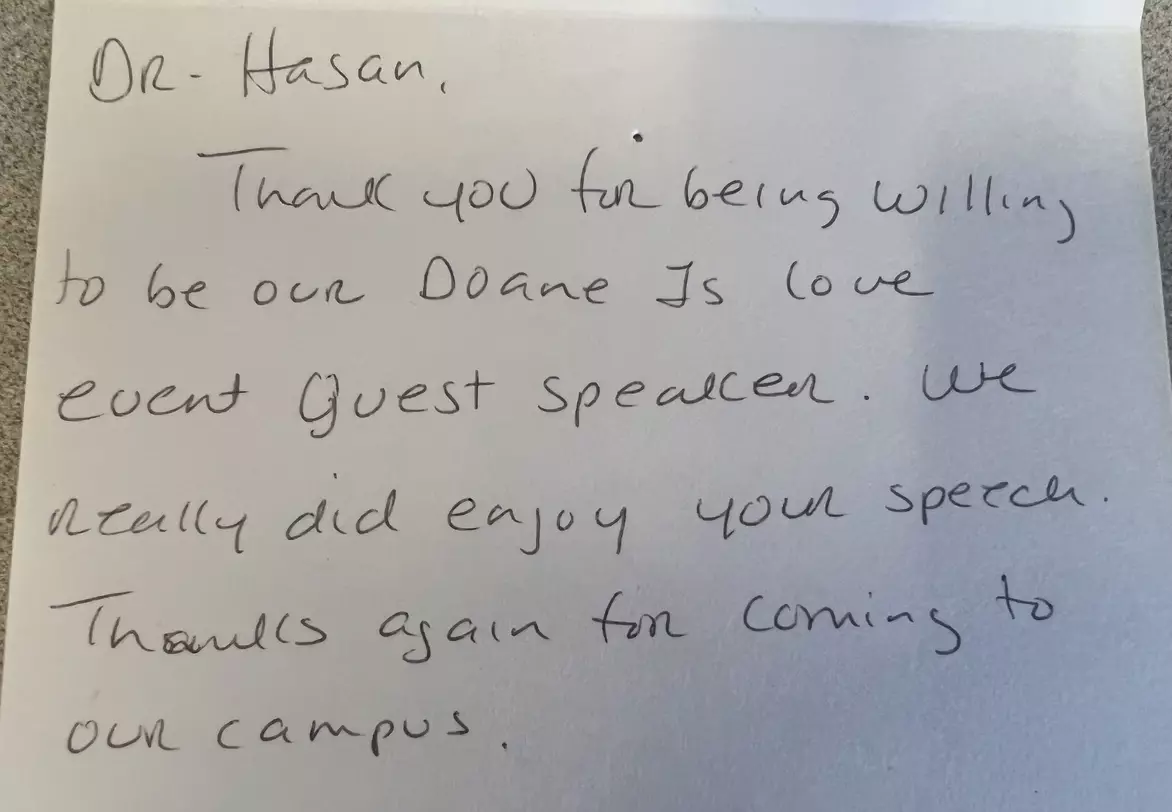 DR- Hasan,
Thank you for being willing
to be our Doane Is love
event Guest speaker. We
really did enjoy your speech.
Thanks again for coming to
our campus.